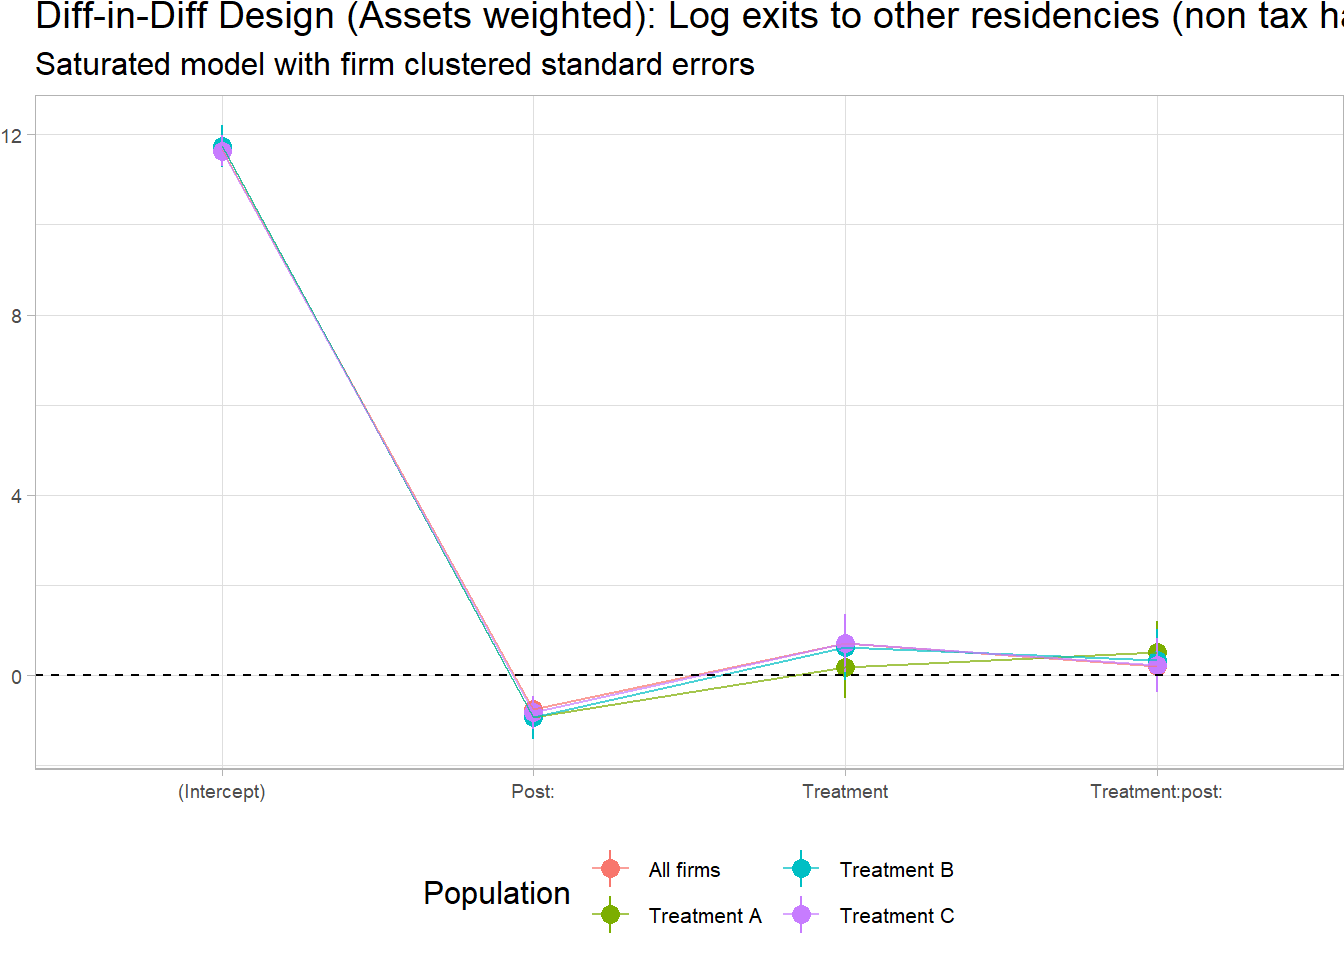 Diff-in-Diff Design (Assets weighted): Log exits to other residencies (non tax
Saturated model with firm clustered standard errors
12
8
4
0
(Intercept) Post: Treatment Treatment:post:
Population
All firms Treatment B
Treatment A Treatment C